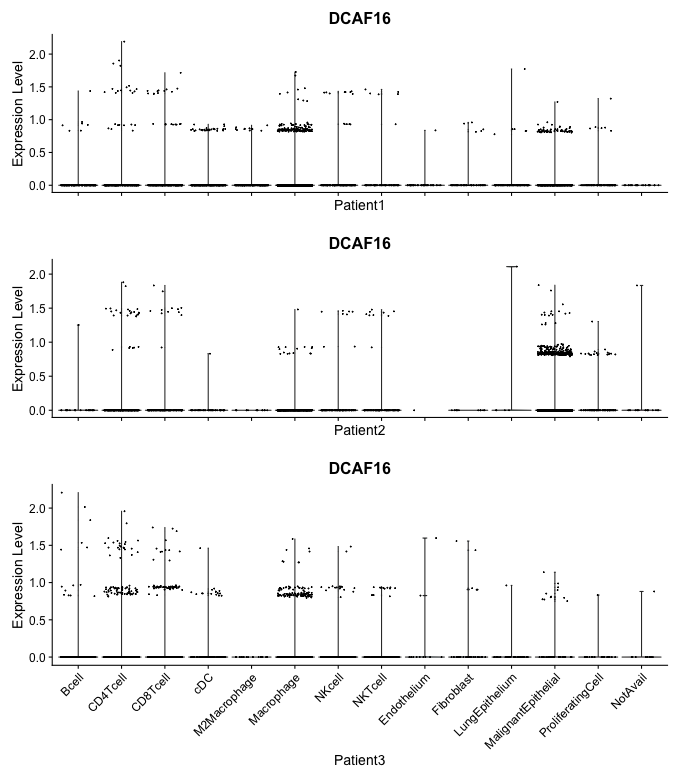 DCAF16
Expression Level
2.0
1.5
1.0
0.5
0.0
Patient1
DCAF16
Expression Level
2.0
1.5
1.0
0.5
0.0
Patient2
DCAF16
Expression Level
2.0
1.5
1.0
0.5
0.0
Bcell
CD4Tcell
CD8Tcell
cDC
M2Macrophage
Macrophage
NKcell
NKTcell
Endothelium
Fibroblast
LungEpithelium
MalignantEpithelial
ProliferatingCell
NotAvail
Patient3